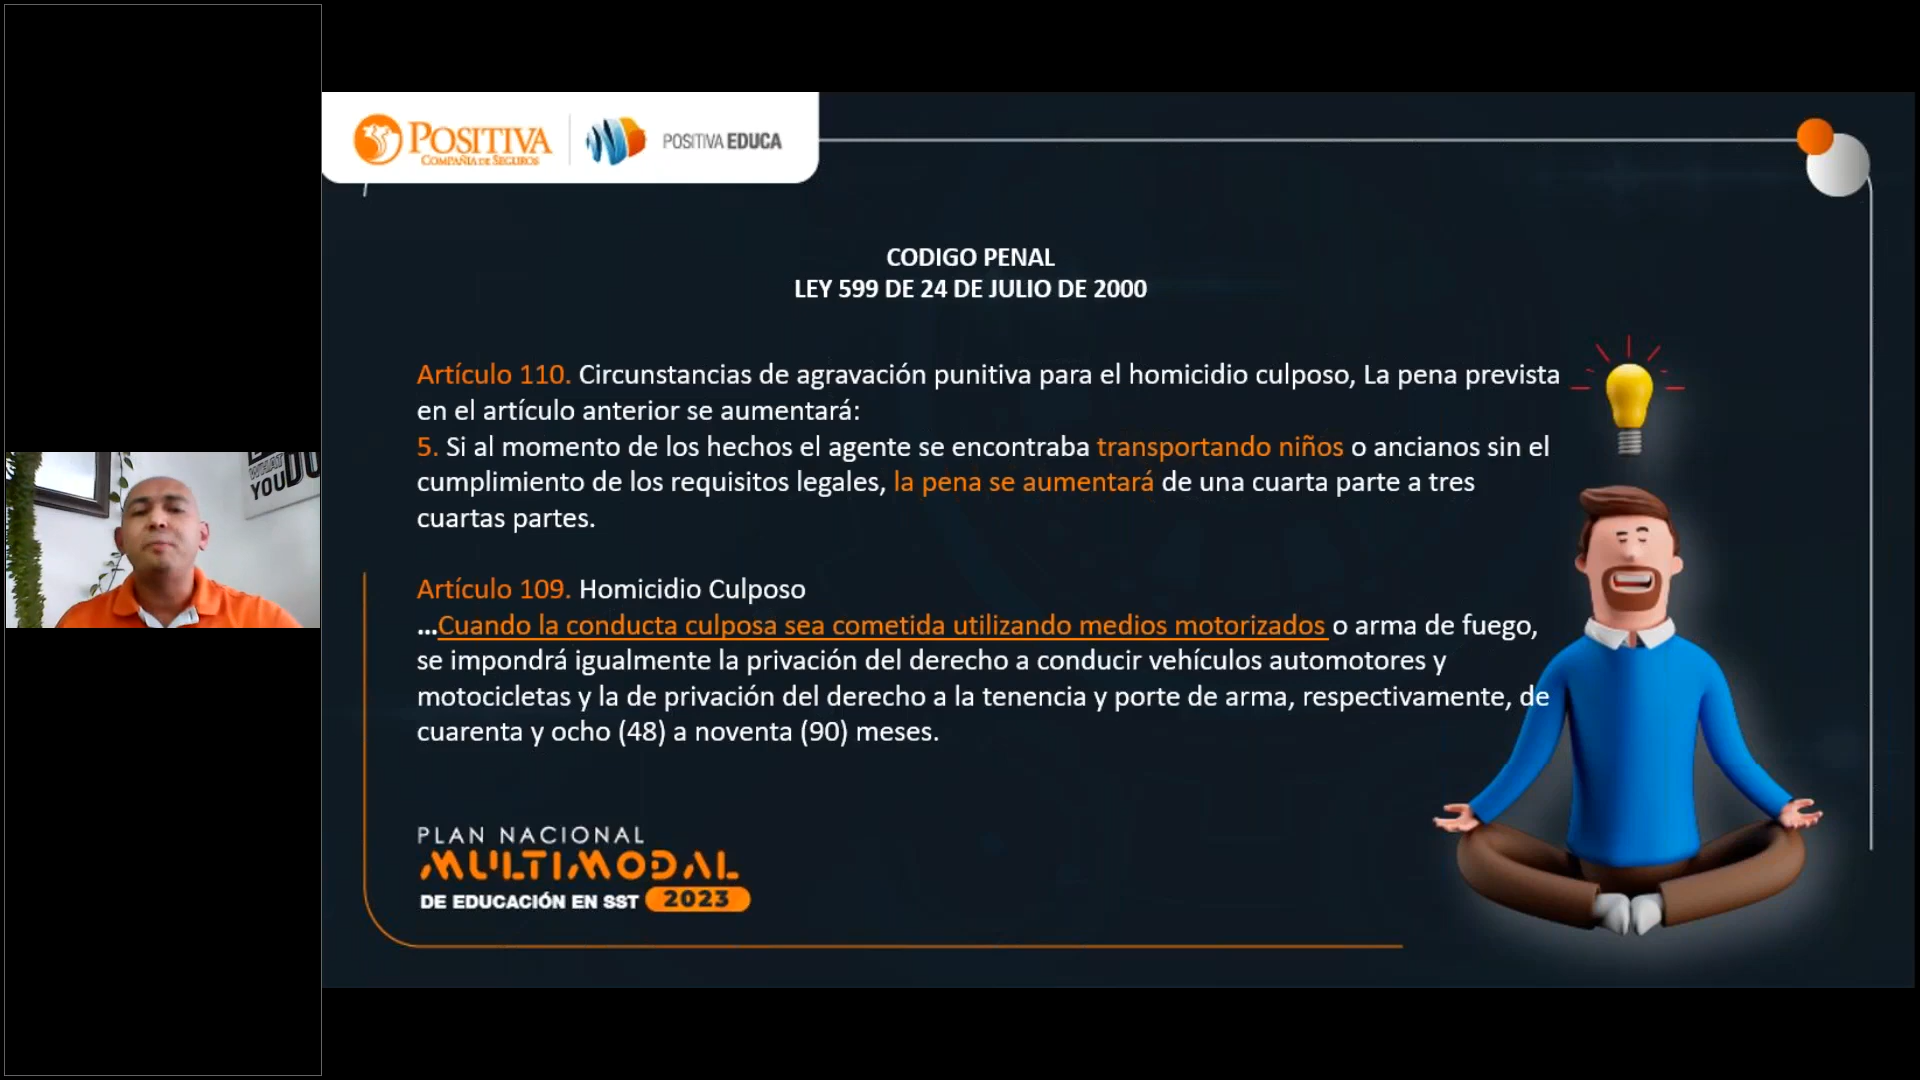 POSITIVA
COMPAÑIA DE SEGUROS
POSITIVA EDUCA
CODIGO PENAL
LEY 599 DE 24 DE JULIO DE 2000
Artículo 110. Circunstancias de agravación punitiva para el homicidio culposo, La pena prevista
en el artículo anterior se aumentará:
5. Si al momento de los hechos el agente se encontraba transportando niños o ancianos sin el
cumplimiento de los requisitos legales, la pena se aumentará de una cuarta parte a tres
cuartas partes.
Artículo 109. Homicidio Culposo
...Cuando la conducta culposa sea cometida utilizando medios motorizados o arma de fuego,
se impondrá igualmente la privación del derecho a conducir vehículos automotores y
motocicletas y la de privación del derecho a la tenencia y porte de arma, respectivamente, de
cuarenta y ocho (48) a noventa (90) meses.
PLAN NACIONAL
MULTIMODAL
DE EDUCACIÓN EN SST 2023
WHAT
YOU DO